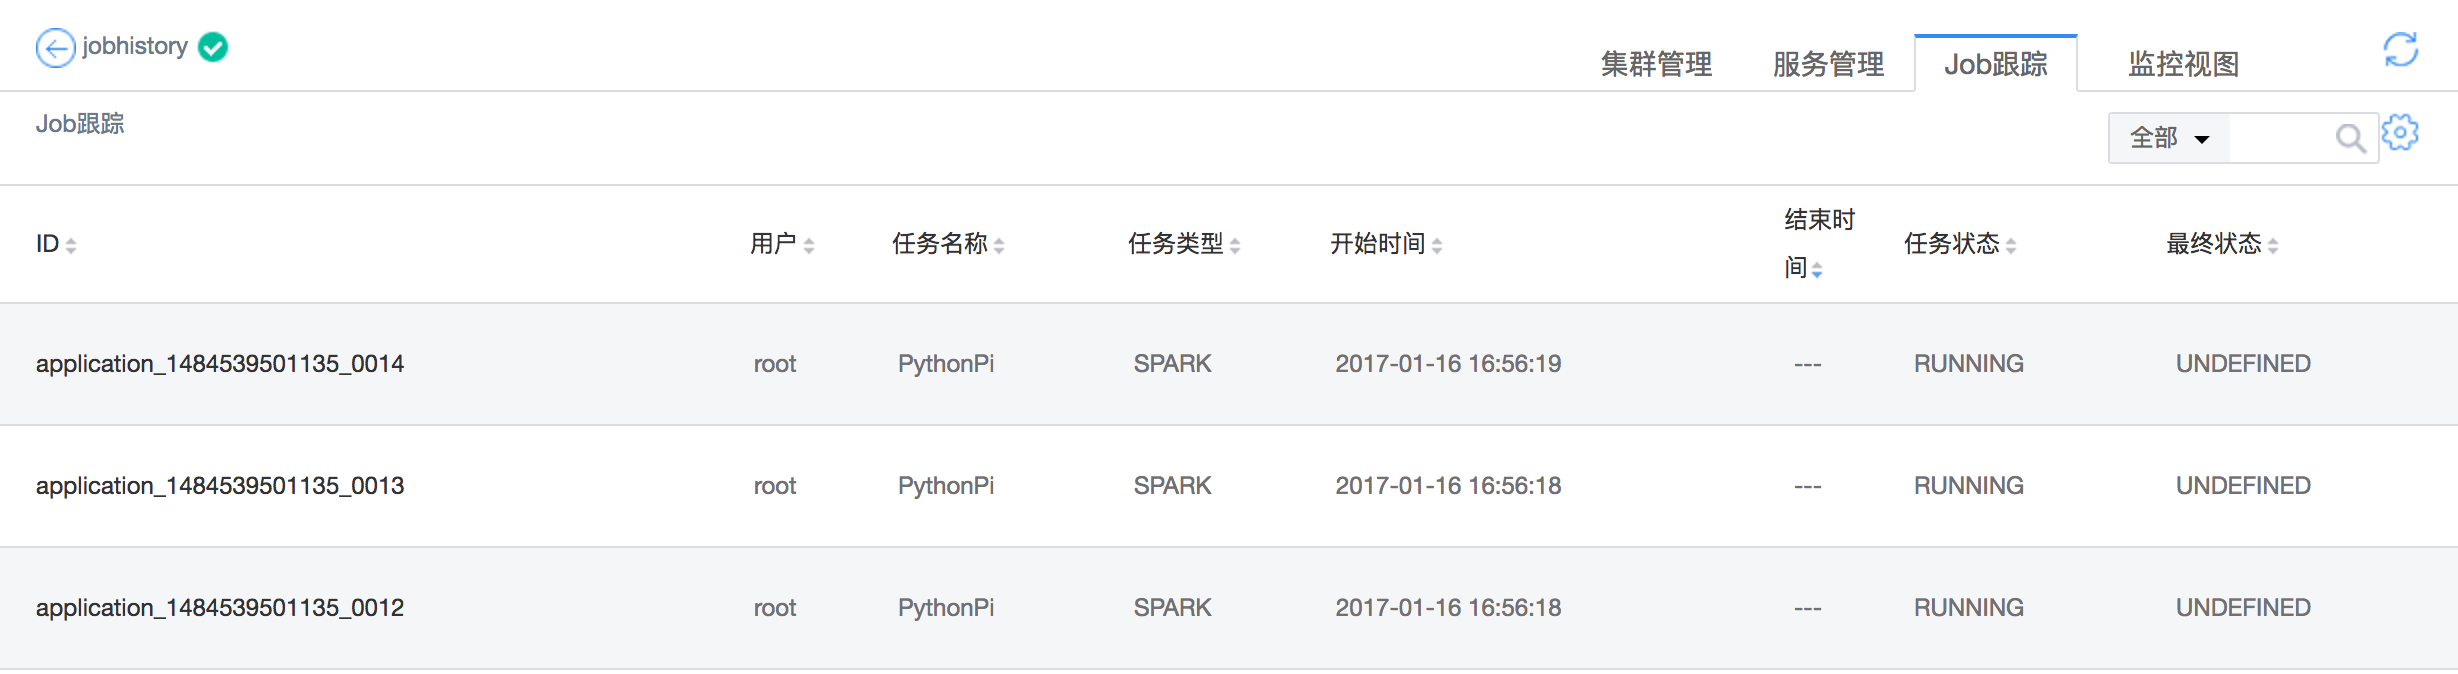 jobhistory
集群管理 服务管理 Job跟踪 监控视图
Job跟踪
全部
ID 用户 任务名称 任务类型 开始时间 结束时间 任务状态 最终状态
application_1484539501135_0014 root PythonPi SPARK 2017-01-16 16:56:19 --- RUNNING UNDEFINED
application_1484539501135_0013 root PythonPi SPARK 2017-01-16 16:56:18 --- RUNNING UNDEFINED
application_1484539501135_0012 root PythonPi SPARK 2017-01-16 16:56:18 --- RUNNING UNDEFINED